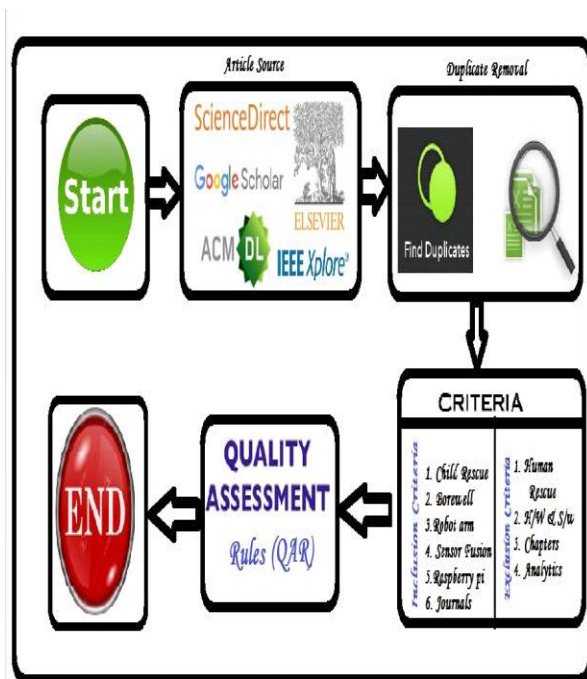 Article Source
Duplicate Removal
Start
ScienceDirect
Google Scholar
ELSEVIER
ACM DL
IEEE Xplore
Find Duplicates
CRITERIA
Inclusion Criteria
1. Chill Rescue
2. Borewell
3. Robot arm
4. Sensor Fusion
5. Raspberry pi
6. Journals
Exclusion Criteria
1. Human
Rescue
2. H/W & S/w
3. Chapters
4. Analytics
QUALITY
ASSESSMENT
Rules (QAR)
END